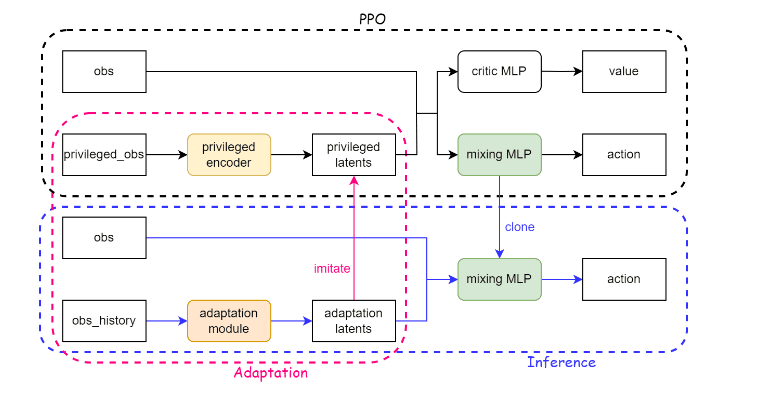 PPO
obs
critic MLP
value
privileged_obs
privileged
encoder
privileged
latents
mixing MLP
action
obs
clone
imitate
mixing MLP
action
obs_history
adaptation
module
adaptation
latents
Adaptation
Inference